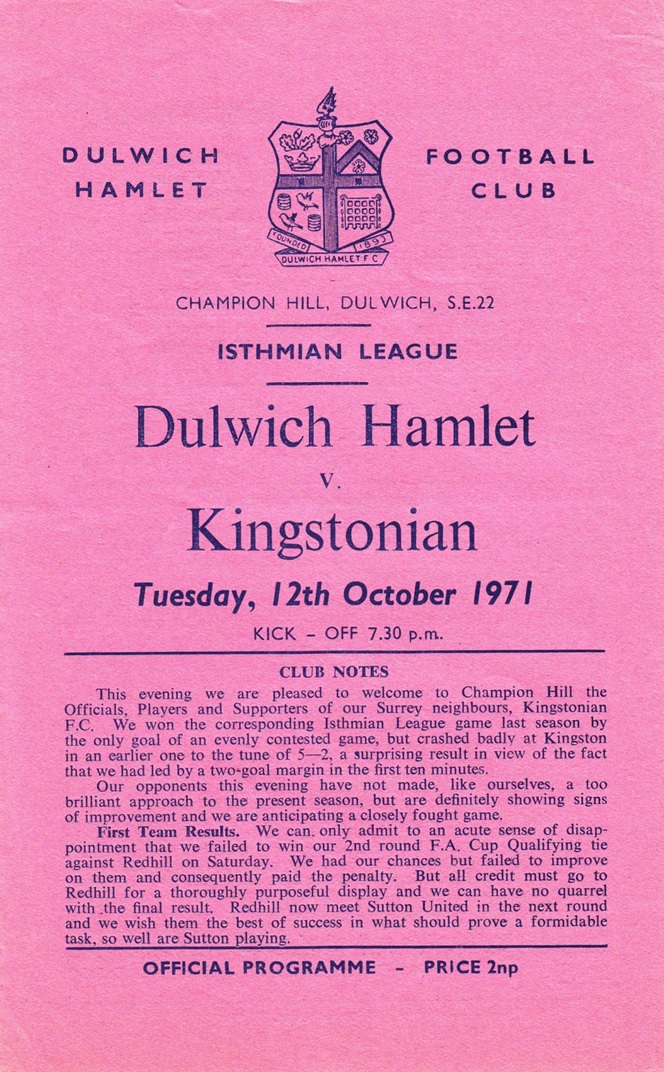 DULWICH HAMLET
FOOTBALL CLUB
FOUNDED 1893
DULWICH HAMLET F C
CHAMPION HILL, DULWICH, S.E.22
ISTHMIAN LEAGUE
Dulwich Hamlet
v.
Kingstonian
Tuesday, 12th October 1971
KICK – OFF 7.30 p.m.
CLUB NOTES
This evening we are pleased to welcome to Champion Hill the
Officials, Players and Supporters of our Surrey neighbours, Kingstonian
F.C. We won the corresponding Isthmian League game last season by
the only goal of an evenly contested game, but crashed badly at Kingston
in an earlier one to the tune of 5—2, a surprising result in view of the fact
that we had led by a two-goal margin in the first ten minutes.
Our opponents this evening have not made, like ourselves, a too
brilliant approach to the present season, but are definitely showing signs
of improvement and we are anticipating a closely fought game.
First Team Results. We can only admit to an acute sense of disap-
pointment that we failed to win our 2nd round F.A. Cup Qualifying tie
against Redhill on Saturday. We had our chances but failed to improve
on them and consequently paid the penalty. But all credit must go to
Redhill for a thoroughly purposeful display and we can have no quarrel
with the final result. Redhill now meet Sutton United in the next round
and we wish them the best of success in what should prove a formidable
task, so well are Sutton playing.
OFFICIAL PROGRAMME – PRICE 2np